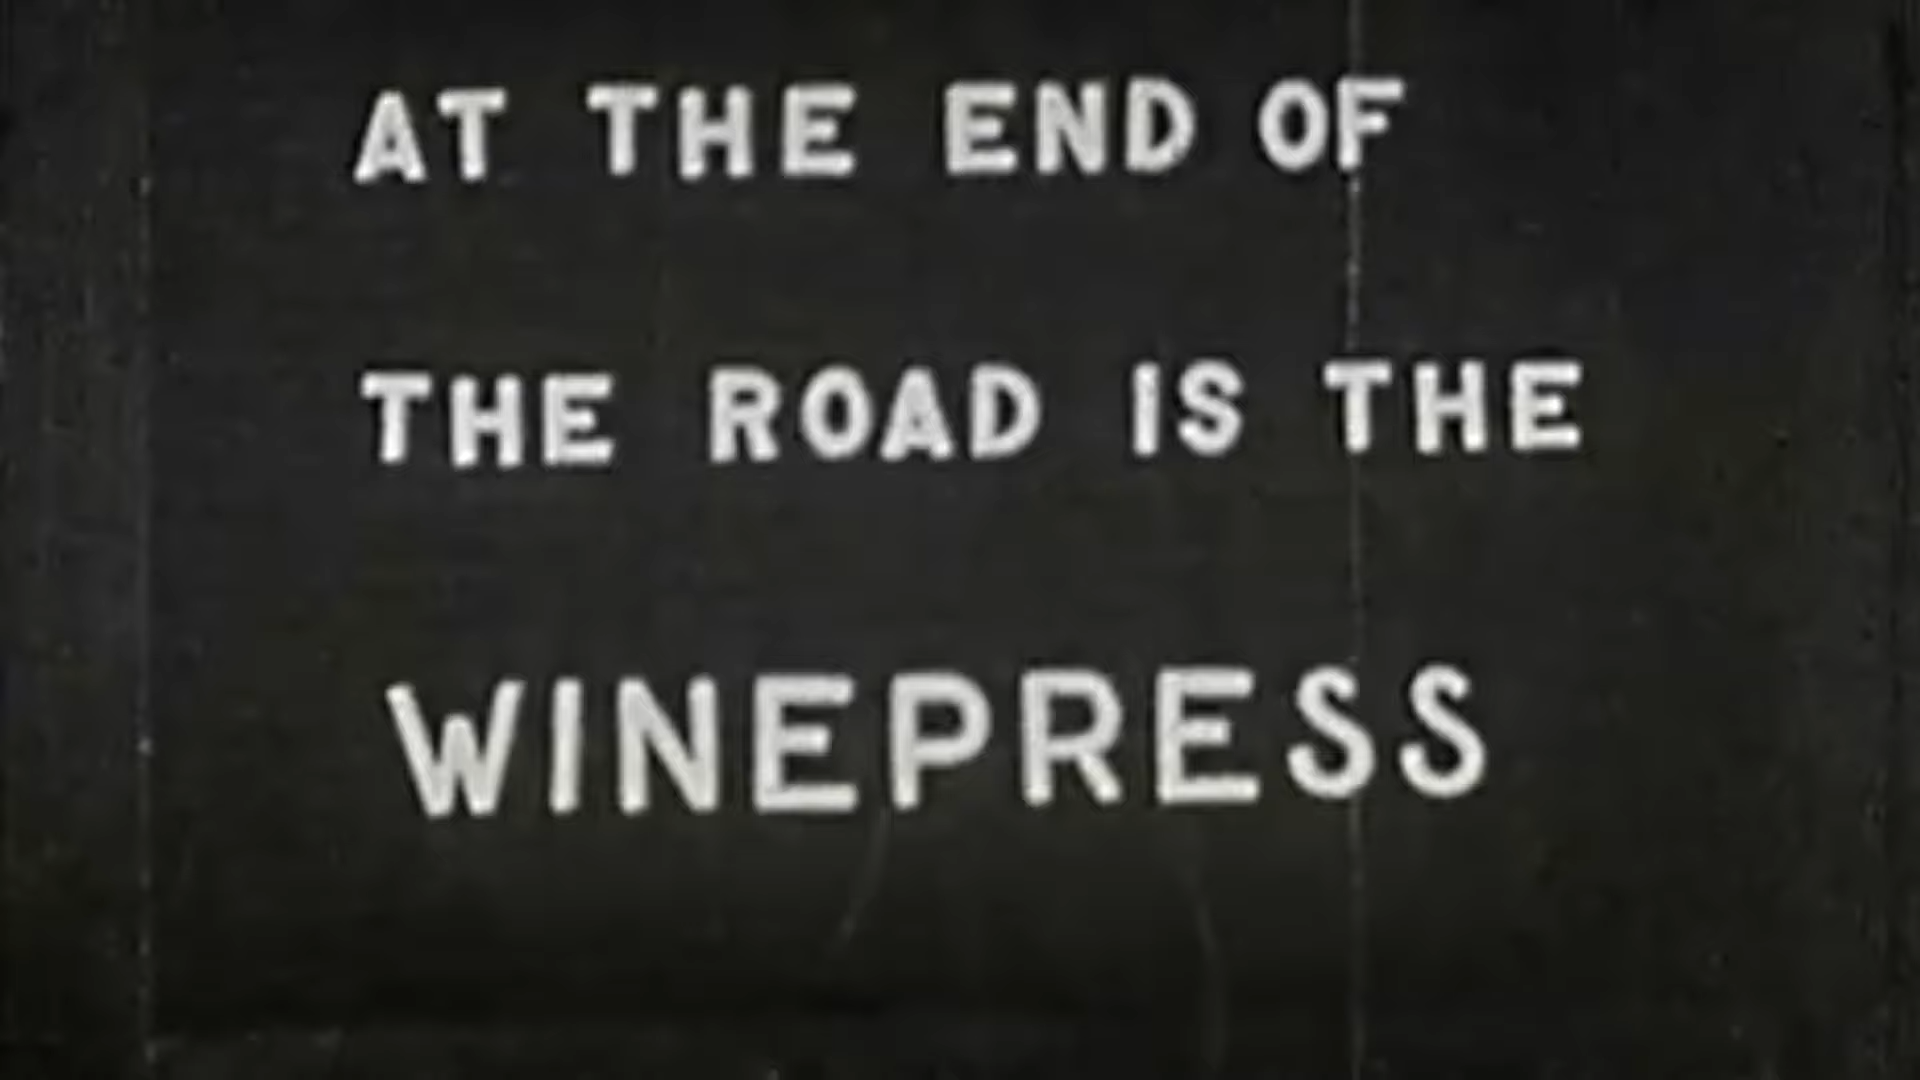 AT THE END OF
THE ROAD IS THE
WINEPRESS